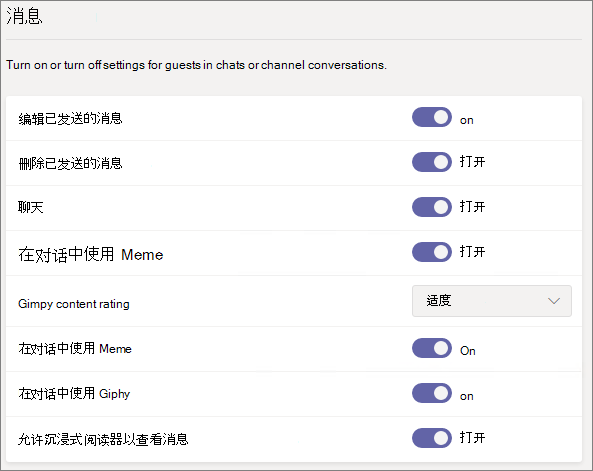 消息
Turn on or turn off settings for guests in chats or channel conversations.
编辑已发送的消息 on
删除已发送的消息 打开
聊天 打开
在对话中使用 Meme 打开
Gimpy content rating 适度
在对话中使用 Meme On
在对话中使用 Giphy on
允许沉浸式阅读器以查看消息 打开